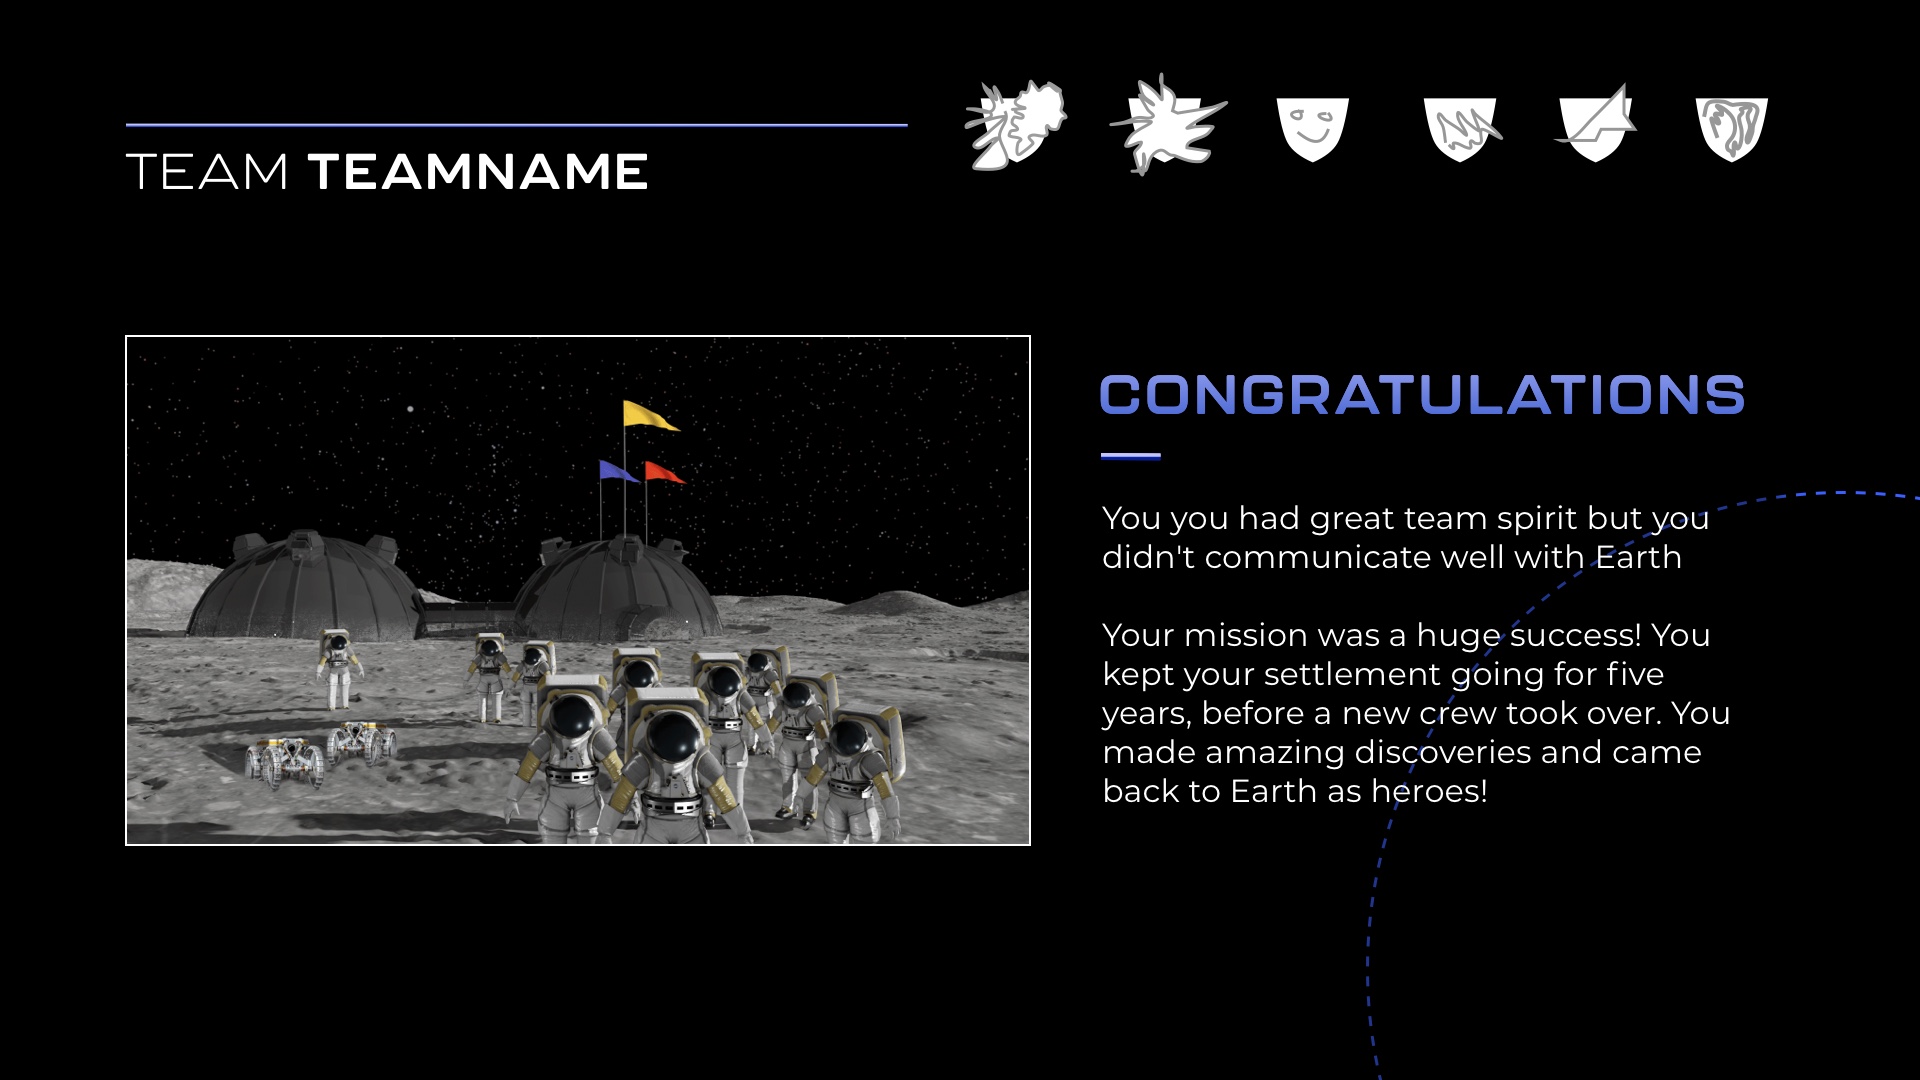 TEAM TEAMNAME
CONGRATULATIONS
You you had great team spirit but you
didn't communicate well with Earth
Your mission was a huge success! You
kept your settlement going for five
years, before a new crew took over. You
made amazing discoveries and came
back to Earth as heroes!